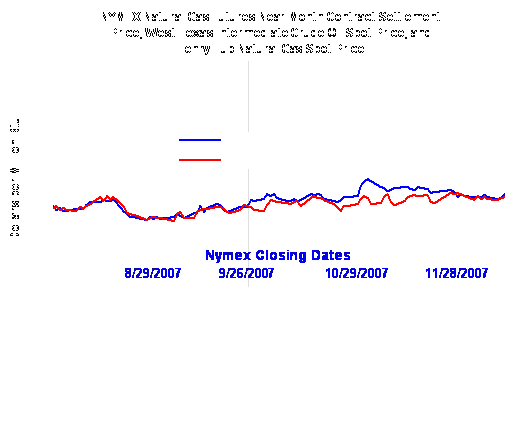 NYMEX Natural Gas Futures Near Month Contract Settlement
Price, West Texas Intermediate Crude Oil Spot Price, and
Henry Hub Natural Gas Spot Price
Nymex Closing Dates
8/29/2007 9/26/2007 10/29/2007 11/28/2007